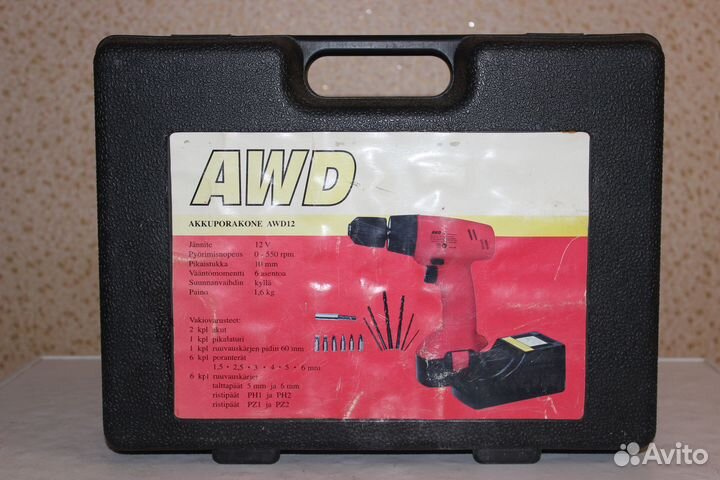 AWD
AKKUPORAKONE AWD12
Jännite 12 V
Pyörimisnopeus 0 - 550 rpm
Pikaistukka 10 mm
Vääntömomentti 6 asentoa
Suunnanvaihdin kyllä
Paino 1,6 kg
Vakiovarusteet:
2 kpl akut
1 kpl pikalaturi
1 kpl ruuvauskärjen pidin 60 mm
6 kpl poranterät
1,5 • 2,5 • 3 • 4 • 5 • 6 mm
6 kpl ruuvauskärjet
talttapäät 5 mm ja 6 mm
ristipäät PH1 ja PH2
ristipäät PZ1 ja PZ2
AWD
Avito